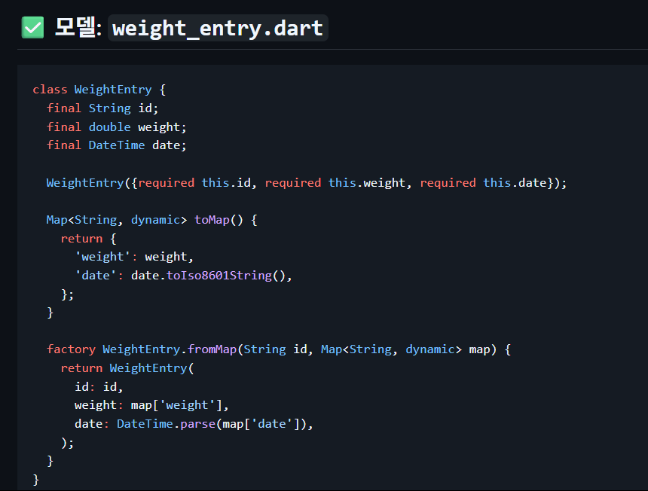 ✅ 모델: weight_entry.dart
class WeightEntry {
  final String id;
  final double weight;
  final DateTime date;

  WeightEntry({required this.id, required this.weight, required this.date});

  Map<String, dynamic> toMap() {
    return {
      'weight': weight,
      'date': date.toIso8601String(),
    };
  }

  factory WeightEntry.fromMap(String id, Map<String, dynamic> map) {
    return WeightEntry(
      id: id,
      weight: map['weight'],
      date: DateTime.parse(map['date']),
    );
  }
}